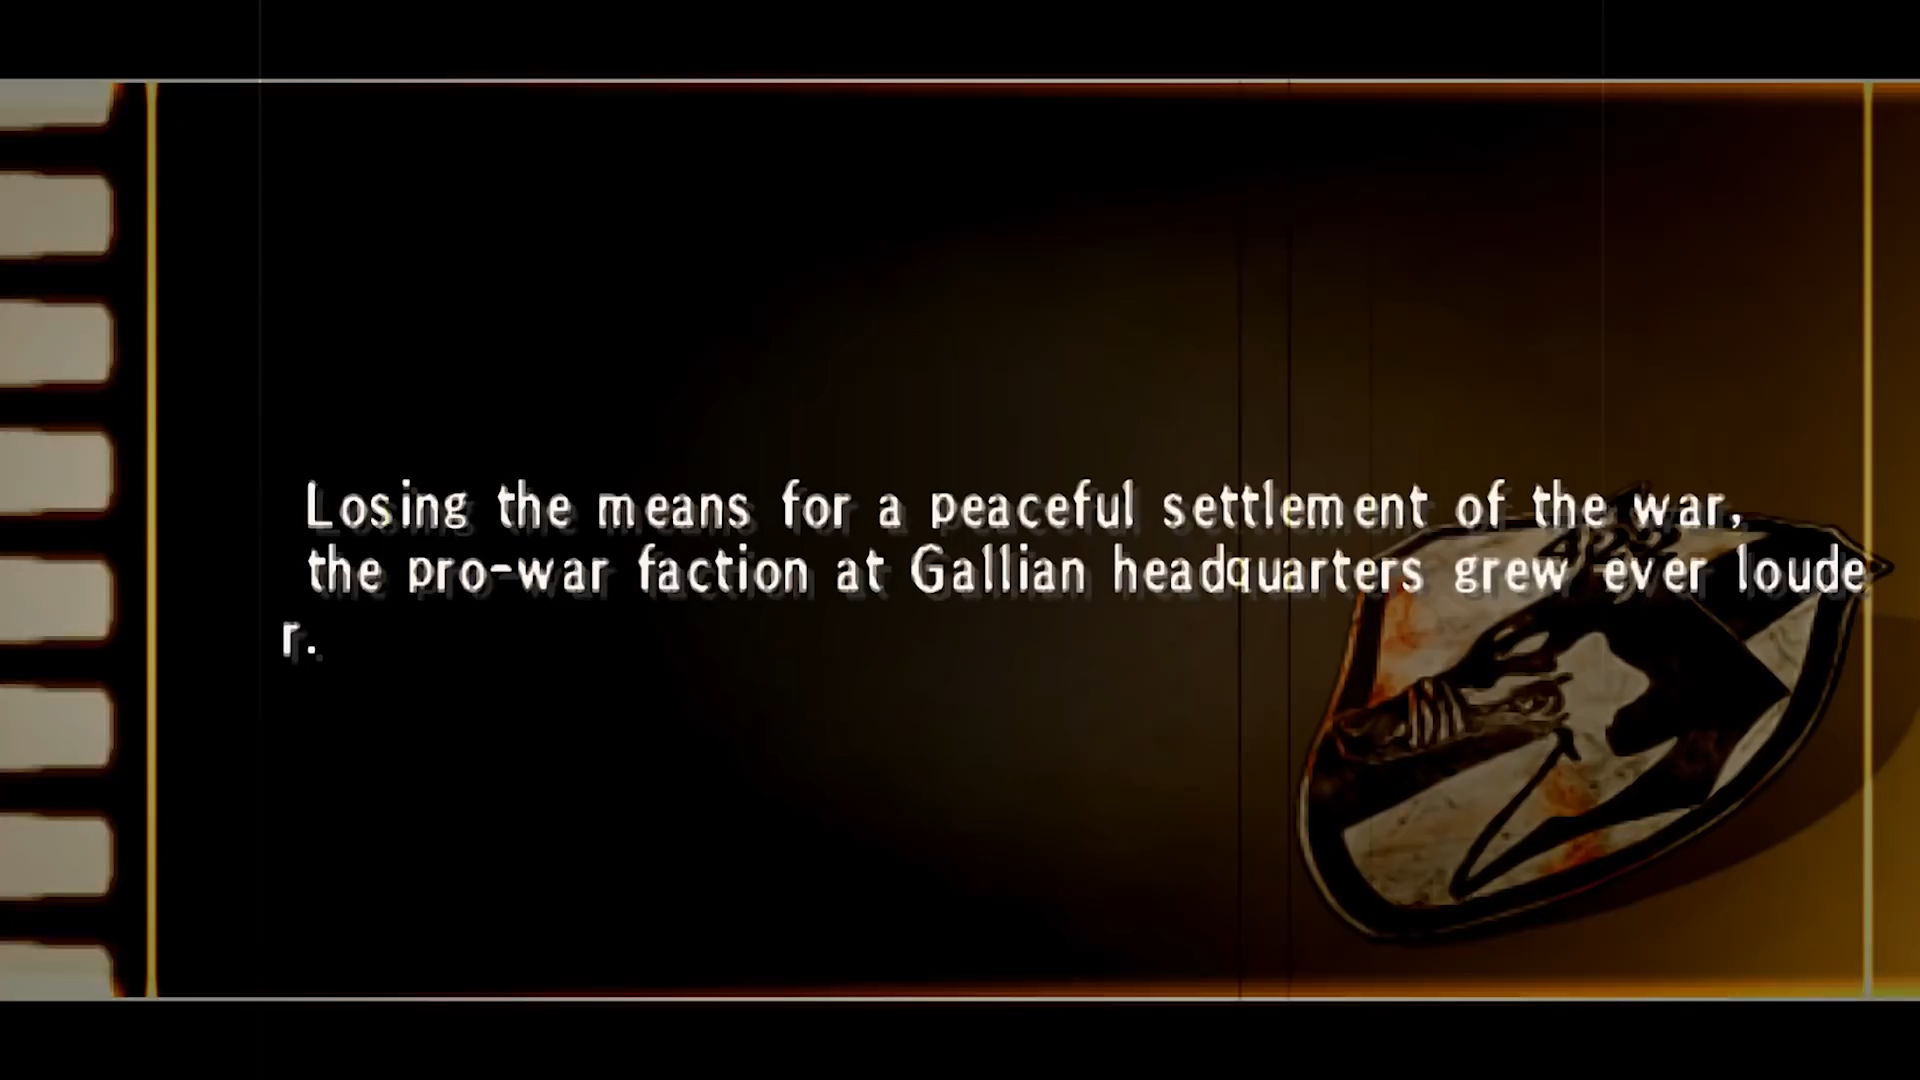 Losing the means for a peaceful settlement of the war,
the pro-war faction at Gallian headquarters grew ever loude
r.
422